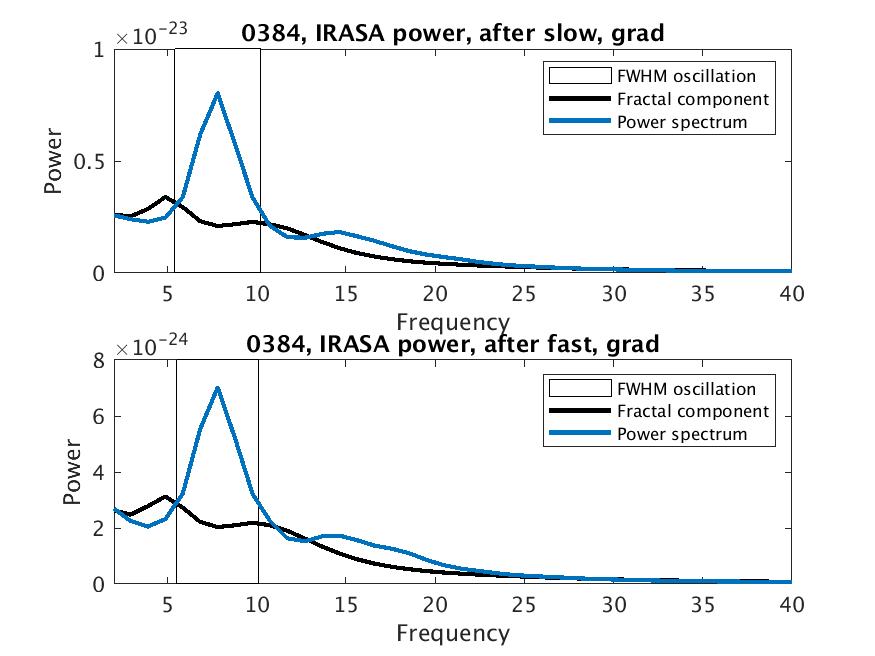 0384, IRASA power, after slow, grad
×10⁻²³
1
0.5
0
Power
FWHM oscillation
Fractal component
Power spectrum
5 10 15 20 25 30 35 40
Frequency
0384, IRASA power, after fast, grad
×10⁻²⁴
8
6
4
2
0
Power
FWHM oscillation
Fractal component
Power spectrum
5 10 15 20 25 30 35 40
Frequency